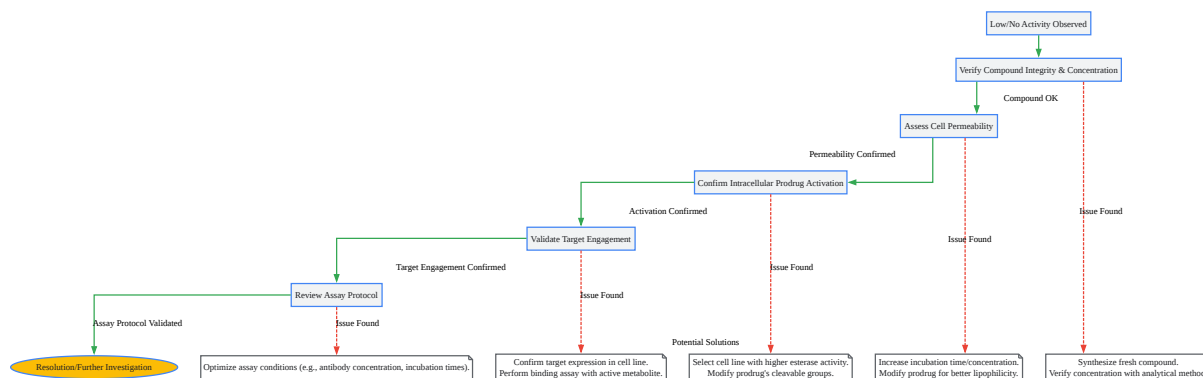 Low/No Activity Observed
Verify Compound Integrity & Concentration
Compound OK
Assess Cell Permeability
Permeability Confirmed
Confirm Intracellular Prodrug Activation
Activation Confirmed
Issue Found
Validate Target Engagement
Issue Found
Target Engagement Confirmed
Issue Found
Review Assay Protocol
Issue Found
Assay Protocol Validated
Issue Found
Potential Solutions
Resolution/Further Investigation
Optimize assay conditions (e.g., antibody concentration, incubation times).
Confirm target expression in cell line.
Perform binding assay with active metabolite.
Select cell line with higher esterase activity.
Modify prodrug's cleavable groups.
Increase incubation time/concentration.
Modify prodrug for better lipophilicity.
Synthesize fresh compound.
Verify concentration with analytical method